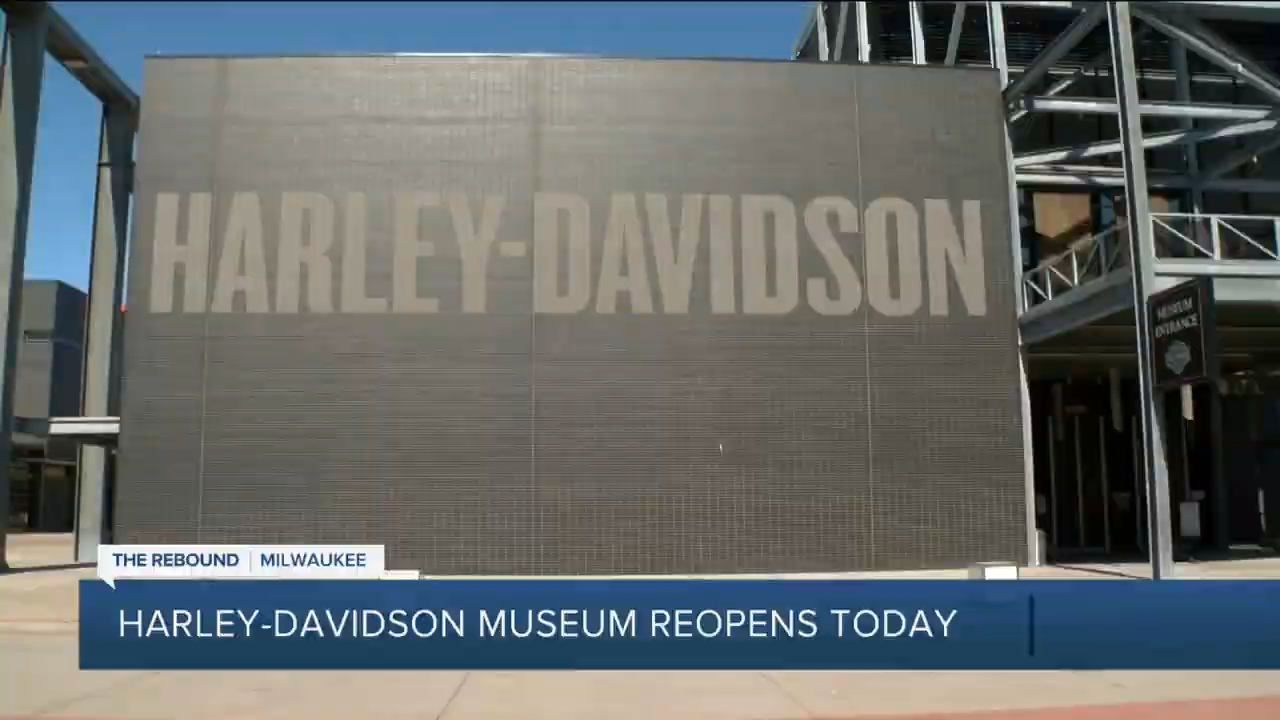 HARLEY-DAVIDSON
MUSEUM
ENTRANCE
THE REBOUND | MILWAUKEE
HARLEY-DAVIDSON MUSEUM REOPENS TODAY